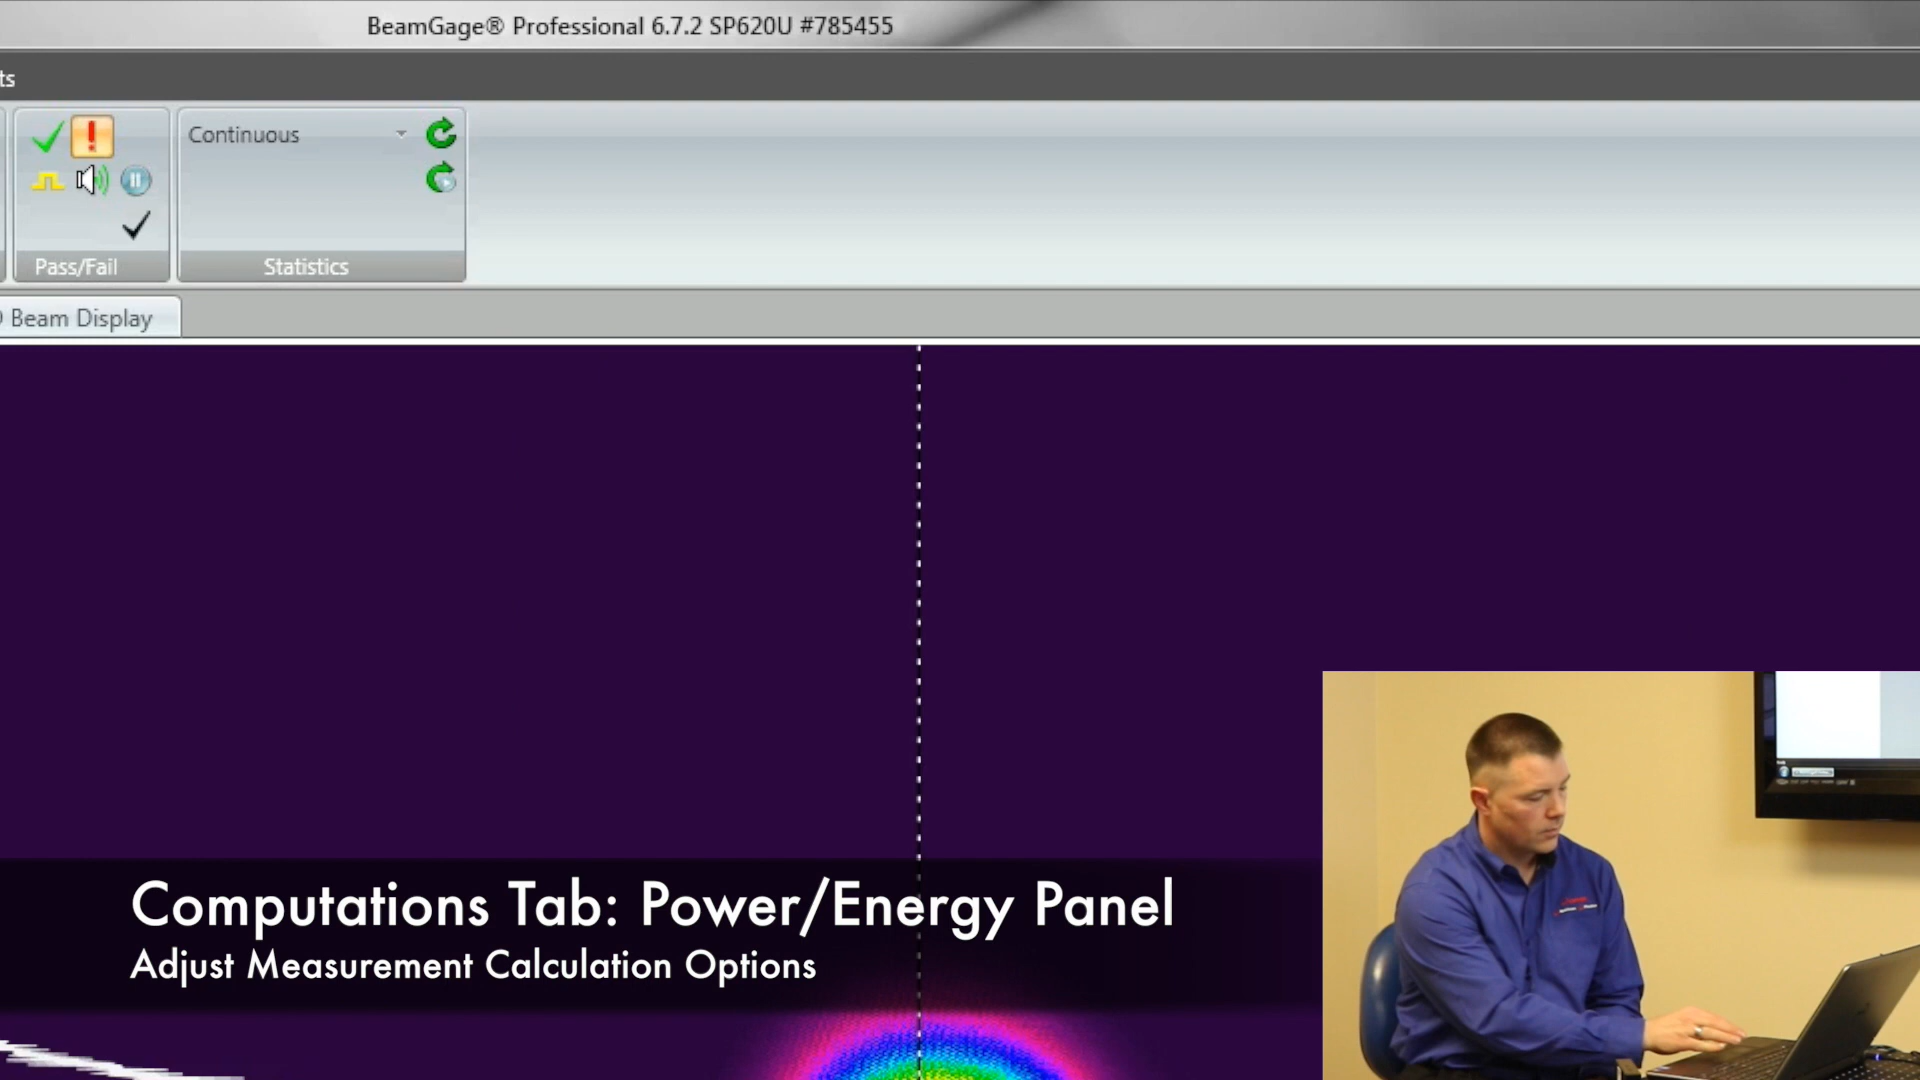 BeamGage® Professional 6.7.2 SP620U #785455
ts
Continuous
Pass/Fail
Statistics
Beam Display
Computations Tab: Power/Energy Panel
Adjust Measurement Calculation Options